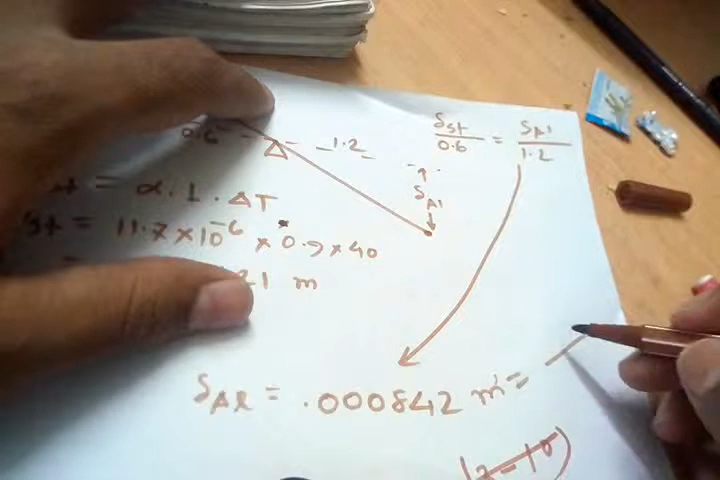 δst/0.6 = δAl/1.2
0.6 Δ 1.2
δAl
t = α.L.ΔT
st = 11.7×10^-6 × 0.9×40
21 m
δAl = .000842 m =